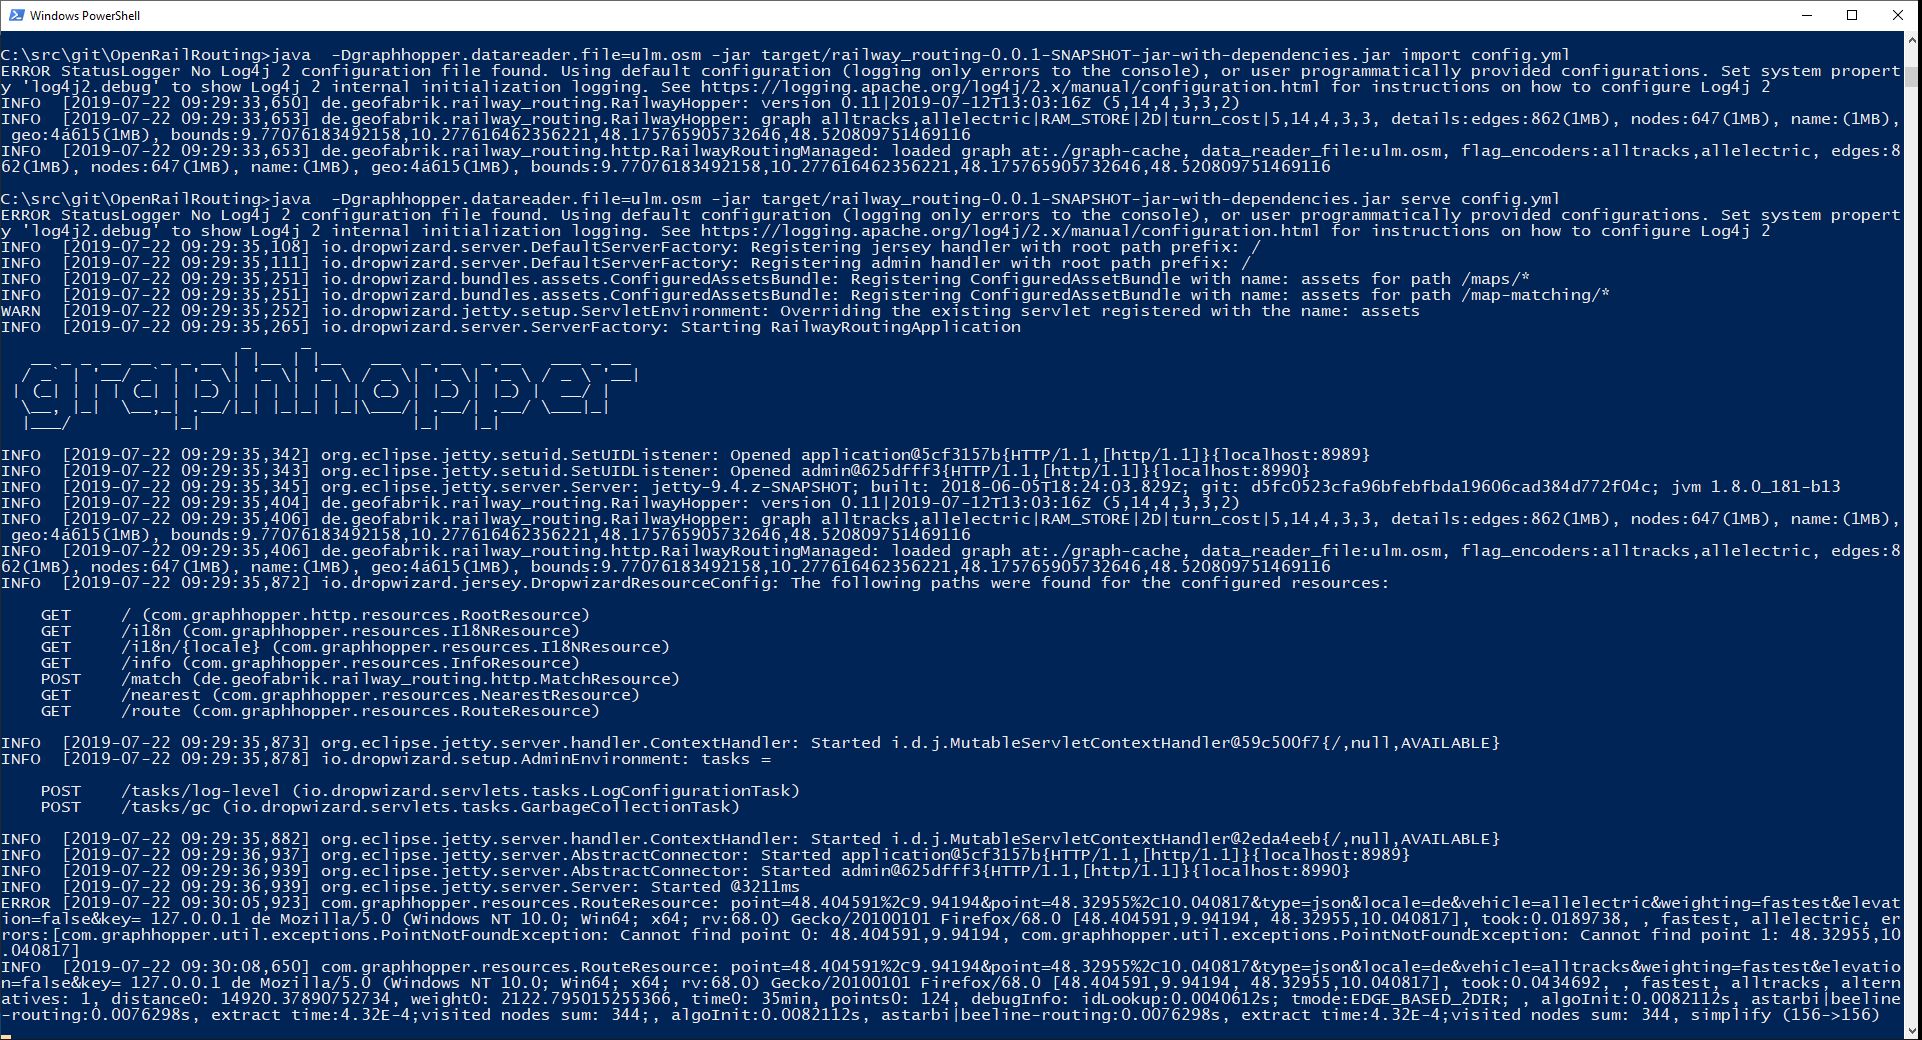 Windows PowerShell
C:\src\git\OpenRailRouting>java  -Dgraphhopper.datareader.file=ulm.osm -jar target/railway_routing-0.0.1-SNAPSHOT-jar-with-dependencies.jar import config.yml
ERROR StatusLogger No Log4j 2 configuration file found. Using default configuration (logging only errors to the console), or user programmatically provided configurations. Set system propert
y 'log4j2.debug' to show Log4j 2 internal initialization logging. See https://logging.apache.org/log4j/2.x/manual/configuration.html for instructions on how to configure Log4j 2
INFO  [2019-07-22 09:29:33,650] de.geofabrik.railway_routing.RailwayHopper: version 0.11|2019-07-12T13:03:16Z (5,14,4,3,3,2)
INFO  [2019-07-22 09:29:33,653] de.geofabrik.railway_routing.RailwayHopper: graph alltracks,allelectric|RAM_STORE|2D|turn_cost|5,14,4,3,3, details:edges:862(1MB), nodes:647(1MB), name:(1MB),
 geo:4á615(1MB), bounds:9.77076183492158,10.277616462356221,48.175765905732646,48.520809751469116
INFO  [2019-07-22 09:29:33,653] de.geofabrik.railway_routing.http.RailwayRoutingManaged: loaded graph at:./graph-cache, data_reader_file:ulm.osm, flag_encoders:alltracks,allelectric, edges:8
62(1MB), nodes:647(1MB), name:(1MB), geo:4á615(1MB), bounds:9.77076183492158,10.277616462356221,48.175765905732646,48.520809751469116
C:\src\git\OpenRailRouting>java  -Dgraphhopper.datareader.file=ulm.osm -jar target/railway_routing-0.0.1-SNAPSHOT-jar-with-dependencies.jar serve config.yml
ERROR StatusLogger No Log4j 2 configuration file found. Using default configuration (logging only errors to the console), or user programmatically provided configurations. Set system propert
y 'log4j2.debug' to show Log4j 2 internal initialization logging. See https://logging.apache.org/log4j/2.x/manual/configuration.html for instructions on how to configure Log4j 2
INFO  [2019-07-22 09:29:35,108] io.dropwizard.server.DefaultServerFactory: Registering jersey handler with root path prefix: /
INFO  [2019-07-22 09:29:35,111] io.dropwizard.server.DefaultServerFactory: Registering admin handler with root path prefix: /
INFO  [2019-07-22 09:29:35,251] io.dropwizard.bundles.assets.ConfiguredAssetsBundle: Registering ConfiguredAssetBundle with name: assets for path /maps/*
INFO  [2019-07-22 09:29:35,251] io.dropwizard.bundles.assets.ConfiguredAssetsBundle: Registering ConfiguredAssetBundle with name: assets for path /map-matching/*
WARN  [2019-07-22 09:29:35,252] io.dropwizard.jetty.setup.ServletEnvironment: Overriding the existing servlet registered with the name: assets
INFO  [2019-07-22 09:29:35,265] io.dropwizard.server.ServerFactory: Starting RailwayRoutingApplication
graphhopper
INFO  [2019-07-22 09:29:35,342] org.eclipse.jetty.setuid.SetUIDListener: Opened application@5cf3157b{HTTP/1.1,[http/1.1]}{localhost:8989}
INFO  [2019-07-22 09:29:35,343] org.eclipse.jetty.setuid.SetUIDListener: Opened admin@625dfff3{HTTP/1.1,[http/1.1]}{localhost:8990}
INFO  [2019-07-22 09:29:35,345] org.eclipse.jetty.server.Server: jetty-9.4.z-SNAPSHOT; built: 2018-06-05T18:24:03.829Z; git: d5fc0523cfa96bfebfbda19606cad384d772f04c; jvm 1.8.0_181-b13
INFO  [2019-07-22 09:29:35,404] de.geofabrik.railway_routing.RailwayHopper: version 0.11|2019-07-12T13:03:16Z (5,14,4,3,3,2)
INFO  [2019-07-22 09:29:35,406] de.geofabrik.railway_routing.RailwayHopper: graph alltracks,allelectric|RAM_STORE|2D|turn_cost|5,14,4,3,3, details:edges:862(1MB), nodes:647(1MB), name:(1MB),
 geo:4á615(1MB), bounds:9.77076183492158,10.277616462356221,48.175765905732646,48.520809751469116
INFO  [2019-07-22 09:29:35,406] de.geofabrik.railway_routing.http.RailwayRoutingManaged: loaded graph at:./graph-cache, data_reader_file:ulm.osm, flag_encoders:alltracks,allelectric, edges:8
62(1MB), nodes:647(1MB), name:(1MB), geo:4á615(1MB), bounds:9.77076183492158,10.277616462356221,48.175765905732646,48.520809751469116
INFO  [2019-07-22 09:29:35,872] io.dropwizard.jersey.DropwizardResourceConfig: The following paths were found for the configured resources:
    GET     / (com.graphhopper.http.resources.RootResource)
    GET     /i18n (com.graphhopper.resources.I18NResource)
    GET     /i18n/{locale} (com.graphhopper.resources.I18NResource)
    GET     /info (com.graphhopper.resources.InfoResource)
    POST    /match (de.geofabrik.railway_routing.http.MatchResource)
    GET     /nearest (com.graphhopper.resources.NearestResource)
    GET     /route (com.graphhopper.resources.RouteResource)
INFO  [2019-07-22 09:29:35,873] org.eclipse.jetty.server.handler.ContextHandler: Started i.d.j.MutableServletContextHandler@59c500f7{/,null,AVAILABLE}
INFO  [2019-07-22 09:29:35,878] io.dropwizard.setup.AdminEnvironment: tasks =
    POST    /tasks/log-level (io.dropwizard.servlets.tasks.LogConfigurationTask)
    POST    /tasks/gc (io.dropwizard.servlets.tasks.GarbageCollectionTask)
INFO  [2019-07-22 09:29:35,882] org.eclipse.jetty.server.handler.ContextHandler: Started i.d.j.MutableServletContextHandler@2eda4eeb{/,null,AVAILABLE}
INFO  [2019-07-22 09:29:36,937] org.eclipse.jetty.server.AbstractConnector: Started application@5cf3157b{HTTP/1.1,[http/1.1]}{localhost:8989}
INFO  [2019-07-22 09:29:36,939] org.eclipse.jetty.server.AbstractConnector: Started admin@625dfff3{HTTP/1.1,[http/1.1]}{localhost:8990}
INFO  [2019-07-22 09:29:36,939] org.eclipse.jetty.server.Server: Started @3211ms
ERROR [2019-07-22 09:30:05,923] com.graphhopper.resources.RouteResource: point=48.404591%2C9.94194&point=48.32955%2C10.040817&type=json&locale=de&vehicle=allelectric&weighting=fastest&elevat
ion=false&key= 127.0.0.1 de Mozilla/5.0 (Windows NT 10.0; Win64; x64; rv:68.0) Gecko/20100101 Firefox/68.0 [48.404591,9.94194, 48.32955,10.040817], took:0.0189738, , fastest, allelectric, er
rors:[com.graphhopper.util.exceptions.PointNotFoundException: Cannot find point 0: 48.404591,9.94194, com.graphhopper.util.exceptions.PointNotFoundException: Cannot find point 1: 48.32955,10
.040817]
INFO  [2019-07-22 09:30:08,650] com.graphhopper.resources.RouteResource: point=48.404591%2C9.94194&point=48.32955%2C10.040817&type=json&locale=de&vehicle=alltracks&weighting=fastest&elevatio
n=false&key= 127.0.0.1 de Mozilla/5.0 (Windows NT 10.0; Win64; x64; rv:68.0) Gecko/20100101 Firefox/68.0 [48.404591,9.94194, 48.32955,10.040817], took:0.0434692, , fastest, alltracks, altern
atives: 1, distance0: 14920.37890752734, weight0: 2122.795015255366, time0: 35min, points0: 124, debugInfo: idLookup:0.0040612s; tmode:EDGE_BASED_2DIR; , algoInit:0.0082112s, astarbi|beeline
-routing:0.0076298s, extract time:4.32E-4;visited nodes sum: 344;, algoInit:0.0082112s, astarbi|beeline-routing:0.0076298s, extract time:4.32E-4;visited nodes sum: 344, simplify (156->156)